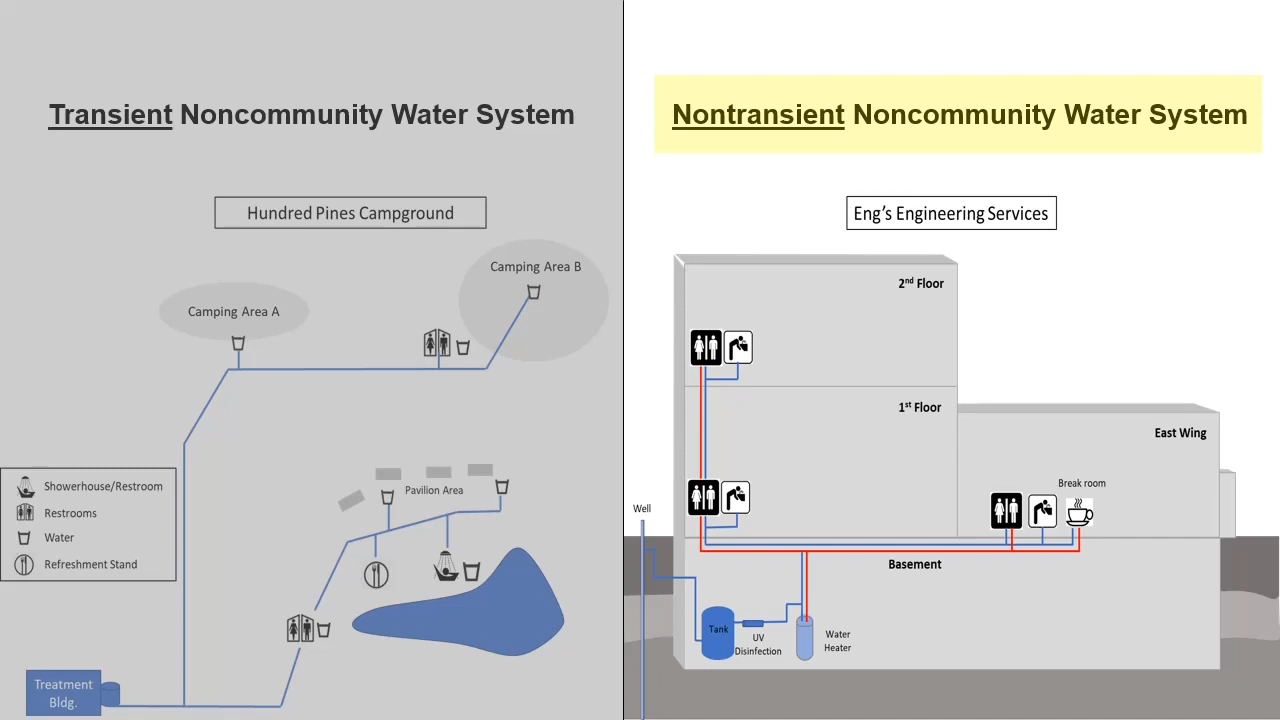 Transient Noncommunity Water System
Hundred Pines Campground
Camping Area B
Camping Area A
Pavilion Area
Showerhouse/Restroom
Restrooms
Water
Refreshment Stand
Treatment
Bldg.
Nontransient Noncommunity Water System
Eng's Engineering Services
2nd Floor
1st Floor
East Wing
Break room
Well
Basement
Tank
UV
Disinfection
Water
Heater